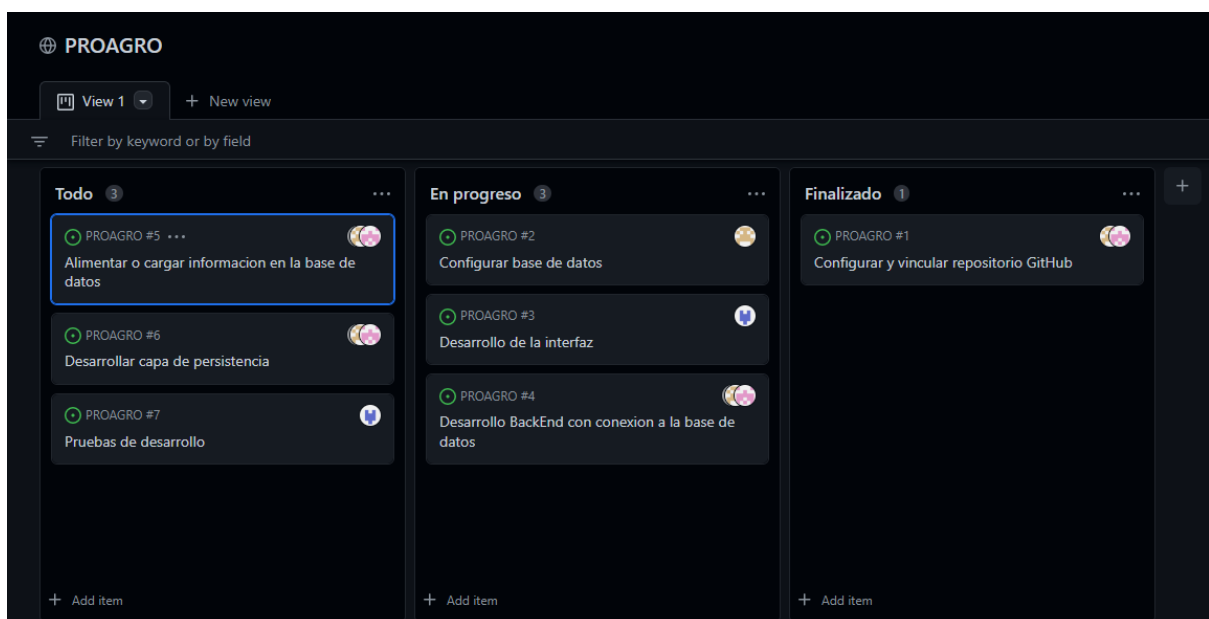 PROAGRO
View 1
+ New view
Filter by keyword or by field
Todo 3 ...
PROAGRO #5 ...
Alimentar o cargar informacion en la base de
datos
PROAGRO #6
Desarrollar capa de persistencia
PROAGRO #7
Pruebas de desarrollo
+ Add item
En progreso 3 ...
PROAGRO #2
Configurar base de datos
PROAGRO #3
Desarrollo de la interfaz
PROAGRO #4
Desarrollo BackEnd con conexion a la base de
datos
+ Add item
Finalizado 1 ...
PROAGRO #1
Configurar y vincular repositorio GitHub
+ Add item
+